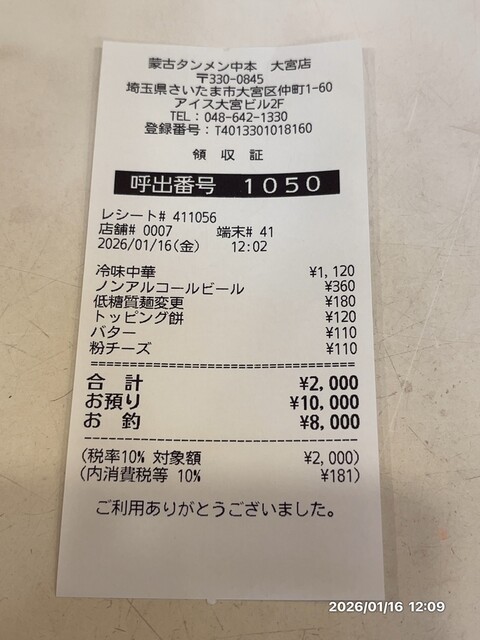 蒙古タンメン中本 大宮店
〒330-0845
埼玉県さいたま市大宮区仲町1-60
アイス大宮ビル2F
TEL：048-642-1330
登録番号：T4013301018160
領 収 証
呼出番号 1050
レシート# 411056
店舗# 0007 端末# 41
2026/01/16(金) 12:02
冷味中華 ¥1,120
ノンアルコールビール ¥360
低糖質麺変更 ¥180
トッピング餅 ¥120
バター ¥110
粉チーズ ¥110
合 計 ¥2,000
お預り ¥10,000
お 釣 ¥8,000
(税率10% 対象額 ¥2,000)
(内消費税等 10% ¥181)
ご利用ありがとうございました。
2026/01/16 12:09